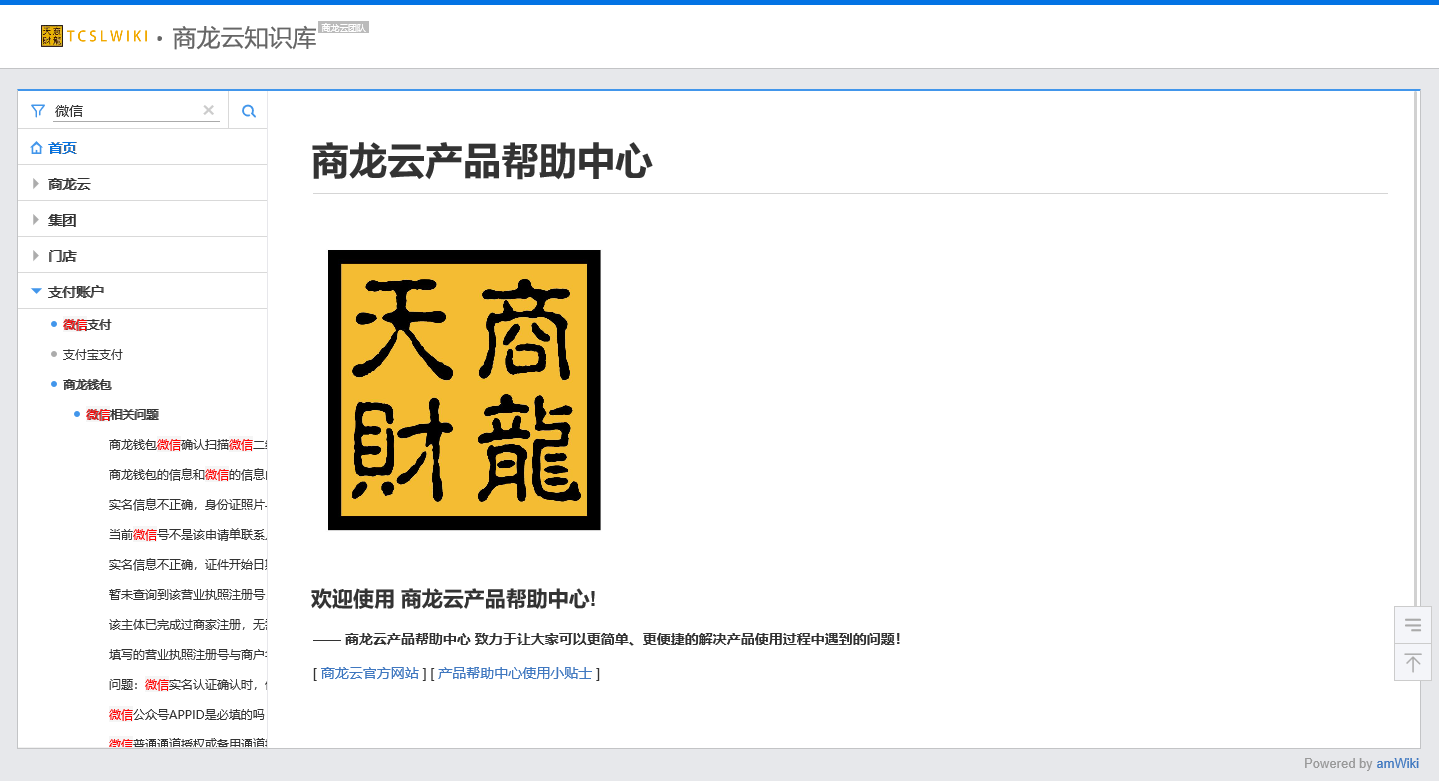 TCSLWIKI · 商龙云知识库 商龙云团队
微信
首页
商龙云
集团
门店
支付账户
微信支付
支付宝支付
商龙钱包
微信相关问题
商龙钱包微信确认扫描微信二
商龙钱包的信息和微信的信息
实名信息不正确，身份证照片
当前微信号不是该申请单联系
实名信息不正确，证件开始日
暂未查询到该营业执照注册号
该主体已完成过商家注册，无
填写的营业执照注册号与商户
问题：微信实名认证确认时，
微信公众号APPID是必填的吗
微信普通通道授权或备用通道
商龙云产品帮助中心
天商
财龍
欢迎使用 商龙云产品帮助中心!
—— 商龙云产品帮助中心 致力于让大家可以更简单、更便捷的解决产品使用过程中遇到的问题！
[ 商龙云官方网站 ] [ 产品帮助中心使用小贴士 ]
Powered by amWiki